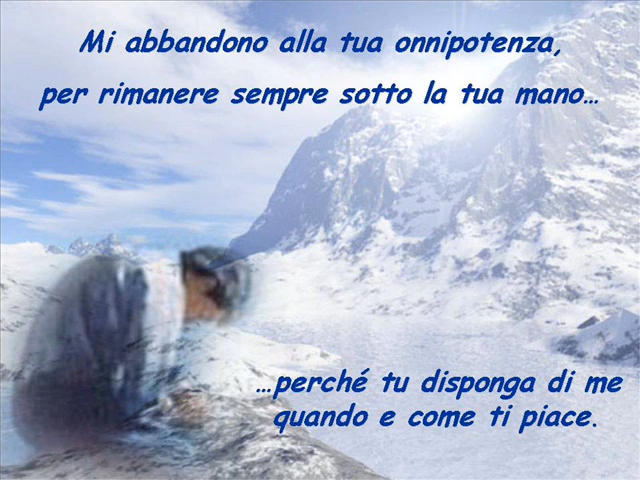 Mi abbandono alla tua onnipotenza,
per rimanere sempre sotto la tua mano…
…perché tu disponga di me
quando e come ti piace.